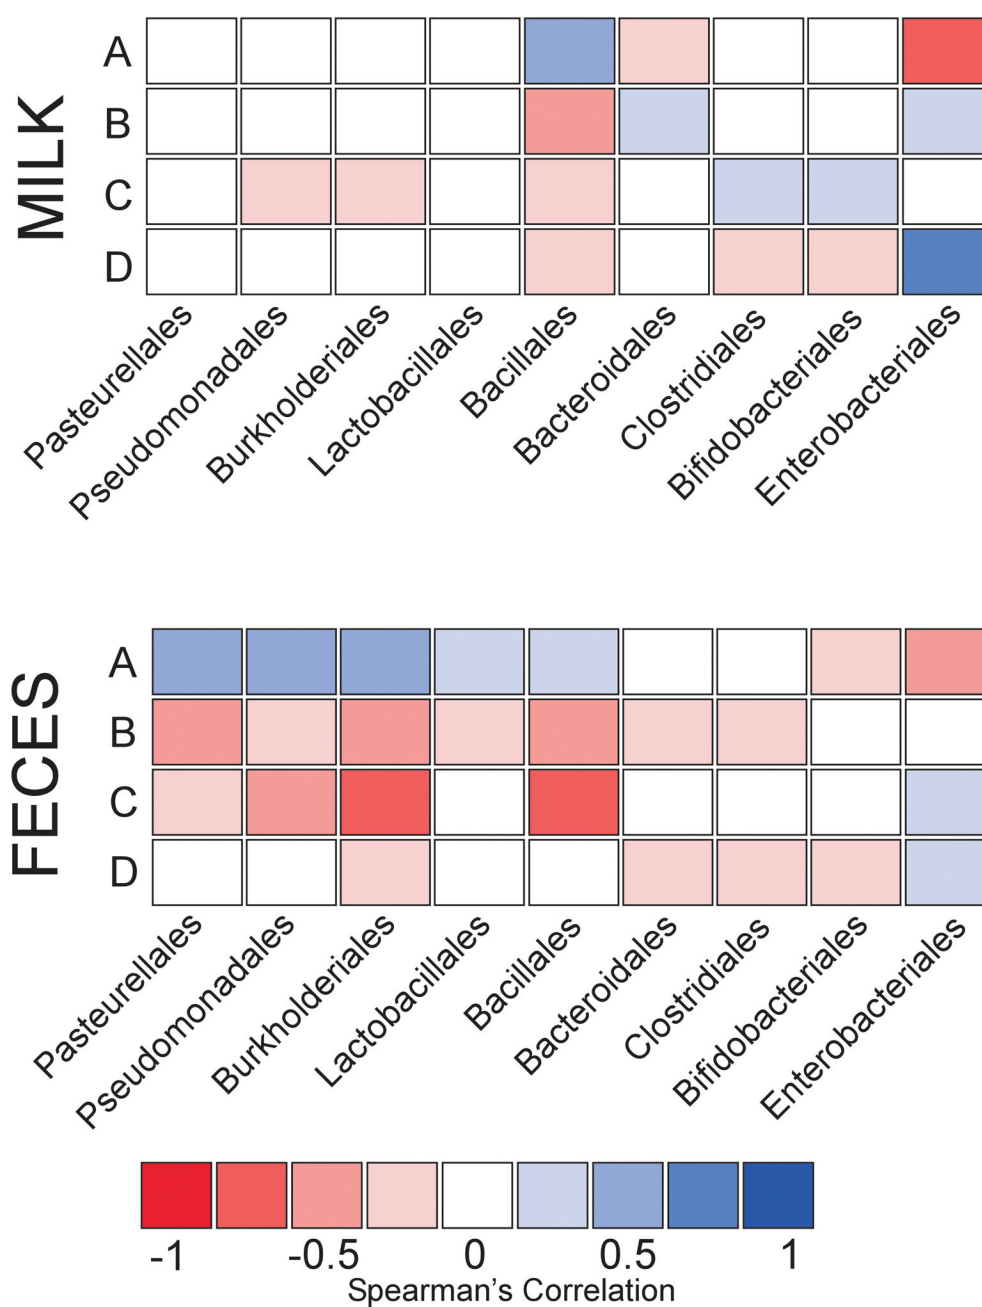 MILK
A
B
C
D
Pasteurellales
Pseudomonadales
Burkholderiales
Lactobacillales
Bacillales
Bacteroidales
Clostridiales
Bifidobacteriales
Enterobacteriales
FECES
A
B
C
D
Pasteurellales
Pseudomonadales
Burkholderiales
Lactobacillales
Bacillales
Bacteroidales
Clostridiales
Bifidobacteriales
Enterobacteriales
-1 -0.5 0 0.5 1
Spearman's Correlation